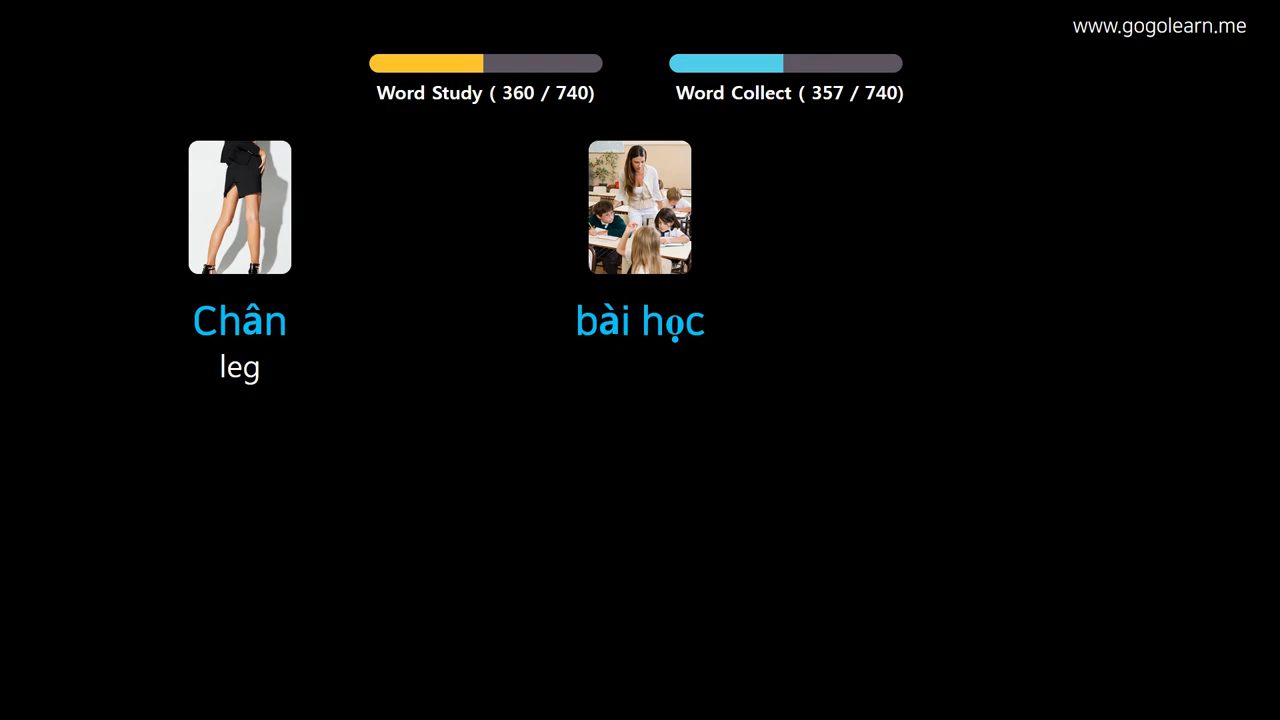 www.gogolearn.me
Word Study ( 360 / 740)
Word Collect ( 357 / 740)
Chân
bài học
leg